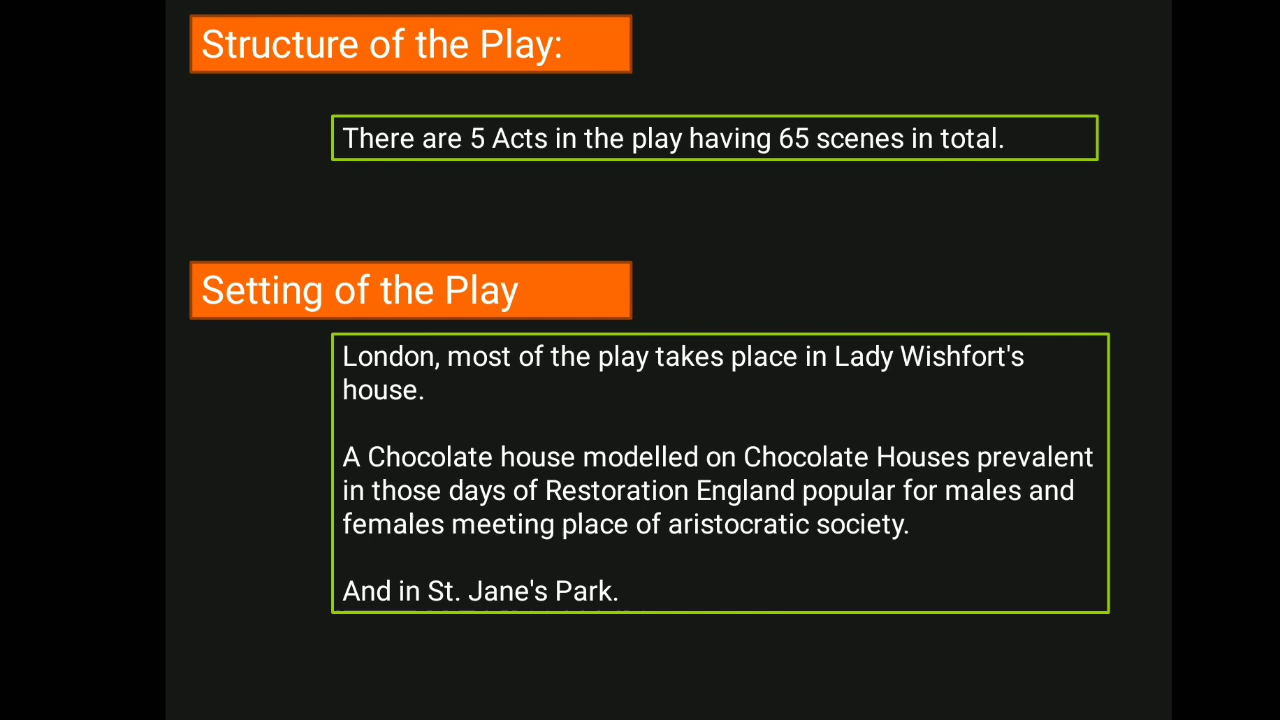 Structure of the Play:
There are 5 Acts in the play having 65 scenes in total.
Setting of the Play
London, most of the play takes place in Lady Wishfort's
house.
A Chocolate house modelled on Chocolate Houses prevalent
in those days of Restoration England popular for males and
females meeting place of aristocratic society.
And in St. Jane's Park.